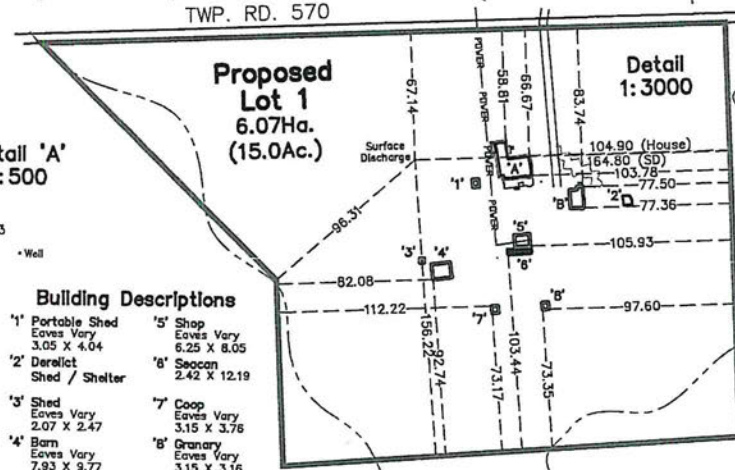 TWP. RD. 570
Proposed
Lot 1
6.07Ha.
(15.0Ac.)
Detail
1:3000
tail 'A'
:500
3
• Well
67.14
POVER
POVER
POVER
58.81
66.67
83.74
Surface
Discharge
104.90 (House)
164.80 (SD)
103.78
77.50
77.36
'A'
'1'
'B'
'2'
96.31
'5'
'6'
105.93
'3'
'4'
82.08
112.22
'7'
'8'
97.60
156.22
92.74
73.17
103.44
73.35
Building Descriptions
'1' Portable Shed
Eaves Vary
3.05 X 4.04
'2' Derelict
Shed / Shelter
'3' Shed
Eaves Vary
2.07 X 2.47
'4' Barn
Eaves Vary
7.93 X 9.77
'5' Shop
Eaves Vary
6.25 X 8.05
'6' Seacan
2.42 X 12.19
'7' Coop
Eaves Vary
3.15 X 3.76
'8' Granary
Eaves Vary
3.15 X 3.16